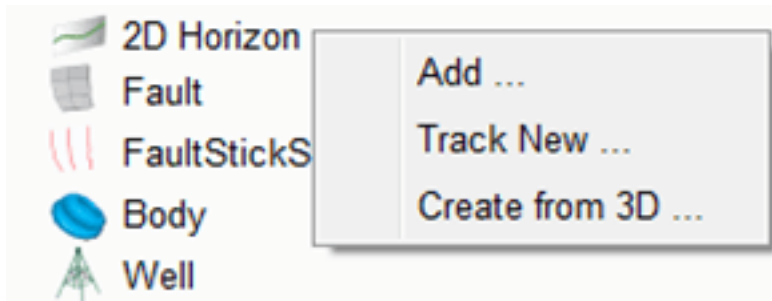 2D Horizon
Fault
FaultStickS
Body
Well
Add ...
Track New ...
Create from 3D ...